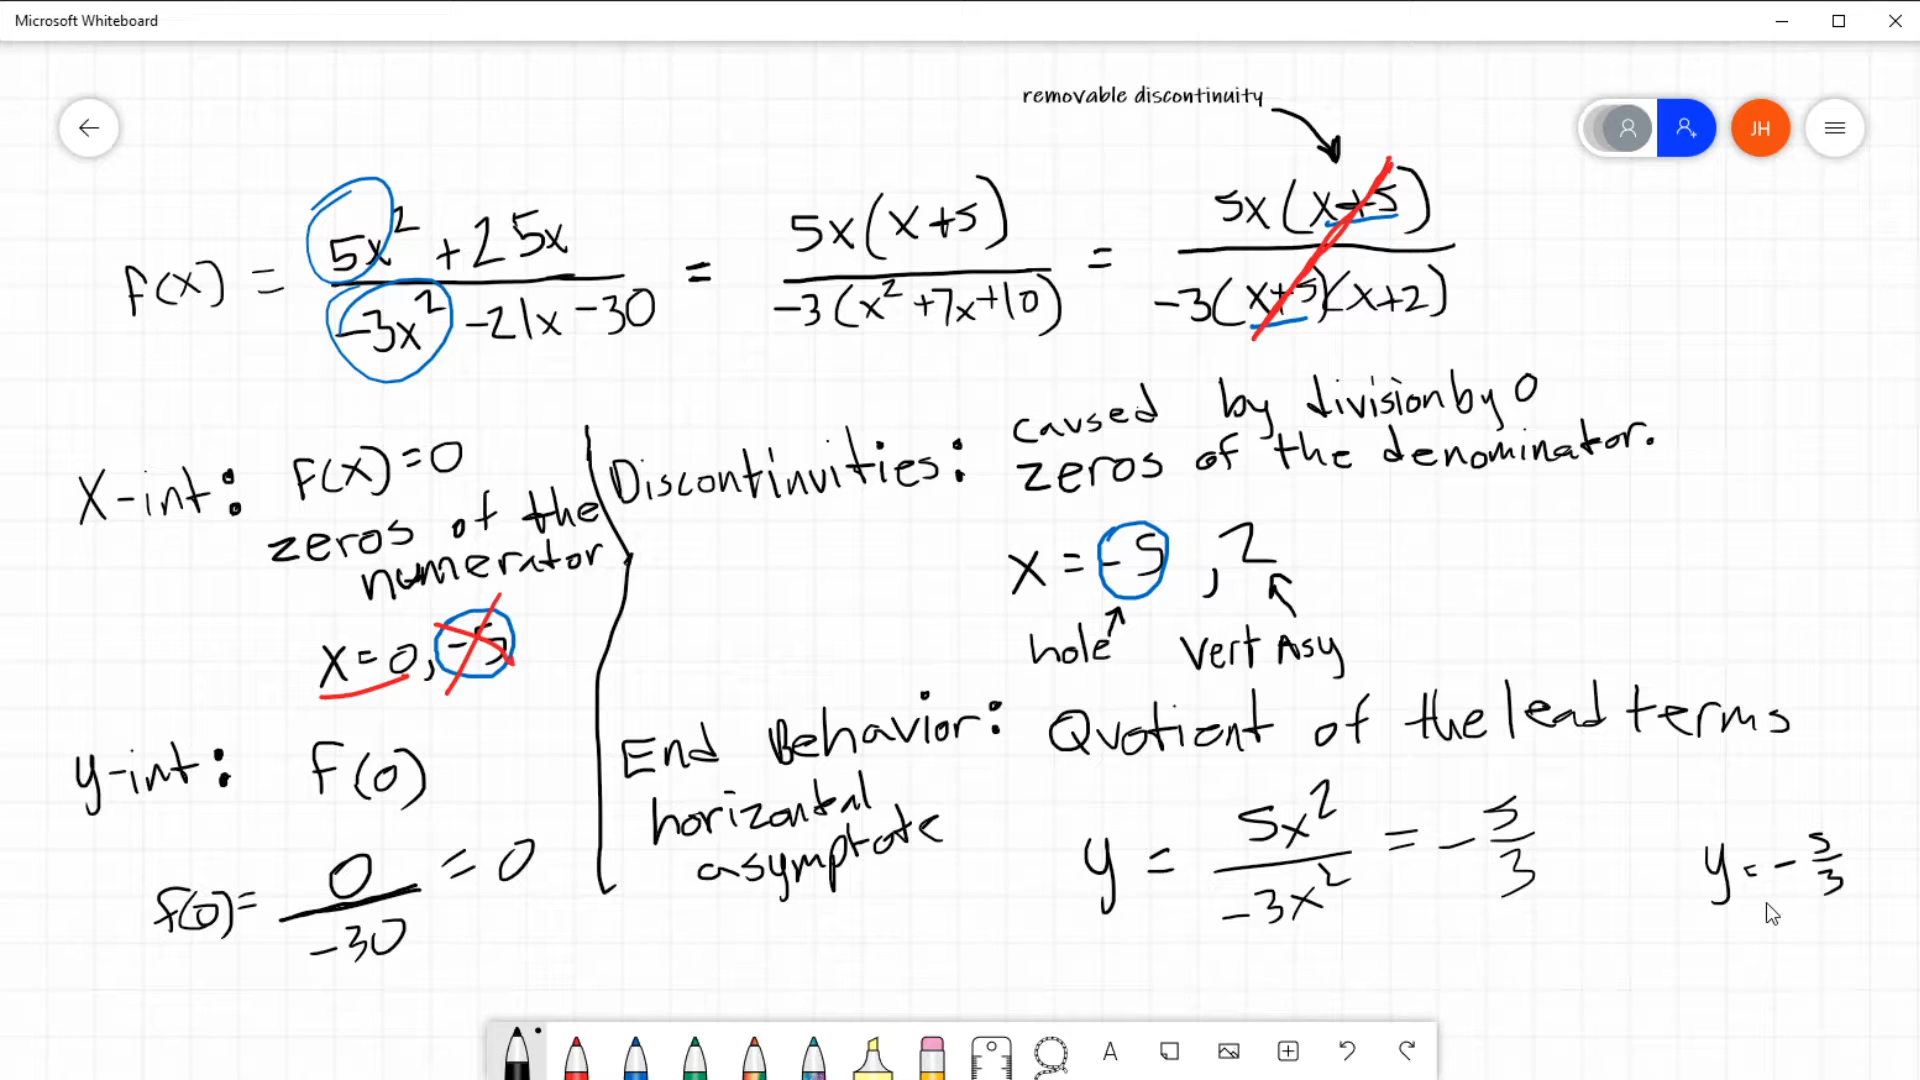 Microsoft Whiteboard
removable discontinuity
JH
f(x) = (5x² + 25x)/(-3x² - 21x - 30) = 5x(x+5)/(-3(x² + 7x + 10)) = 5x(x+5)/(-3(x+5)(x+2))
X-int: f(x) = 0
zeros of the
numerator
x = 0, -5
y-int: f(0)
f(0) = 0/-30 = 0
Discontinuities: caused by division by 0
zeros of the denominator.
x = -5, 2
hole Vert Asy
End Behavior: Quotient of the lead terms
horizontal
asymptote
y = 5x²/-3x² = -5/3
y = -5/3
A